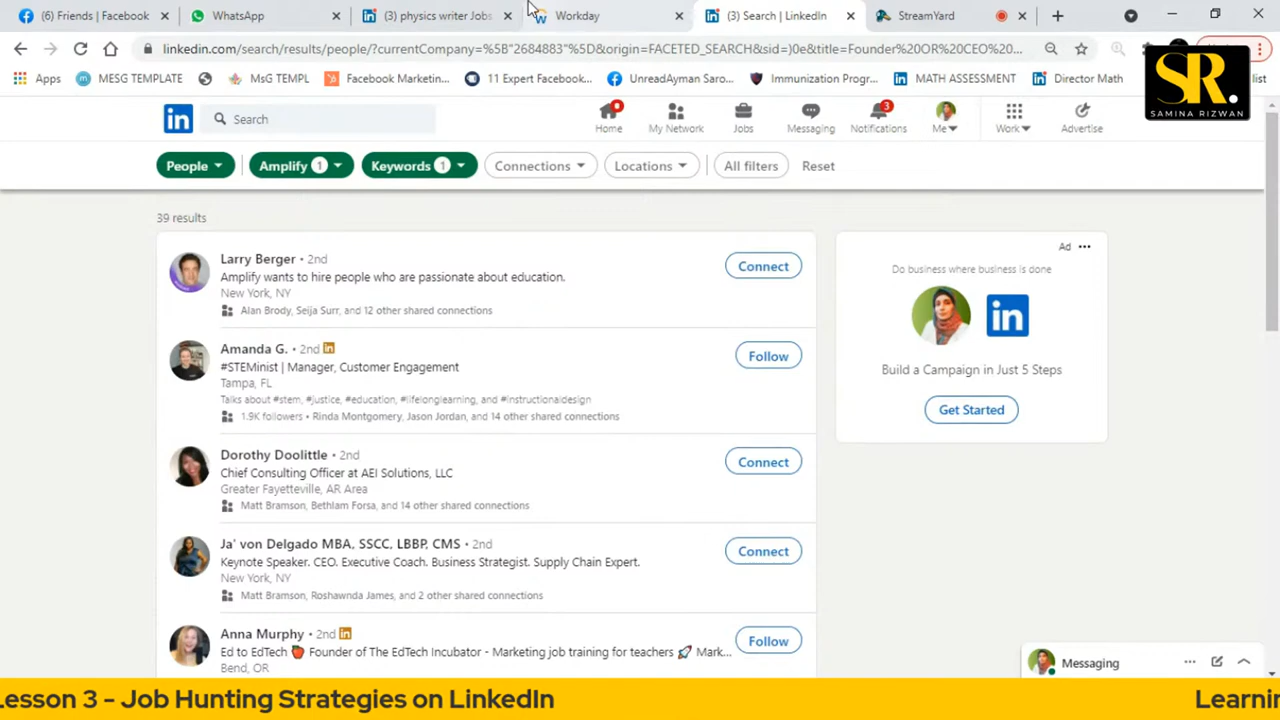 (6) Friends | Facebook
WhatsApp
(3) physics writer Jobs
Workday
(3) Search | LinkedIn
StreamYard
linkedin.com/search/results/people/?currentCompany=%5B"2684883"%5D&origin=FACETED_SEARCH&sid=)0e&title=Founder%20OR%20CEO%20...
Apps
MESG TEMPLATE
MsG TEMPL
Facebook Marketin...
11 Expert Facebook...
UnreadAyman Saro...
Immunization Progr...
MATH ASSESSMENT
Director Math
list
SR.
SAMINA RIZWAN
in
Search
Home
My Network
Jobs
Messaging
3
Notifications
Me
Work
Advertise
People
Amplify 1
Keywords 1
Connections
Locations
All filters
Reset
39 results
Larry Berger • 2nd
Amplify wants to hire people who are passionate about education.
New York, NY
Alan Brody, Seija Surr, and 12 other shared connections
Connect
Amanda G. • 2nd in
#STEMinist | Manager, Customer Engagement
Tampa, FL
Talks about #stem, #justice, #education, #lifelonglearning, and #instructionaldesign
1.9K followers • Rinda Montgomery, Jason Jordan, and 14 other shared connections
Follow
Dorothy Doolittle • 2nd
Chief Consulting Officer at AEI Solutions, LLC
Greater Fayetteville, AR Area
Matt Bramson, Bethlam Forsa, and 14 other shared connections
Connect
Ja' von Delgado MBA, SSCC, LBBP, CMS • 2nd
Keynote Speaker. CEO. Executive Coach. Business Strategist. Supply Chain Expert.
New York, NY
Matt Bramson, Roshawnda James, and 2 other shared connections
Connect
Anna Murphy • 2nd in
Ed to EdTech 🍎 Founder of The EdTech Incubator - Marketing job training for teachers 🚀 Mark...
Bend, OR
Follow
Ad •••
Do business where business is done
in
Build a Campaign in Just 5 Steps
Get Started
Messaging
Lesson 3 - Job Hunting Strategies on LinkedIn
Learnin